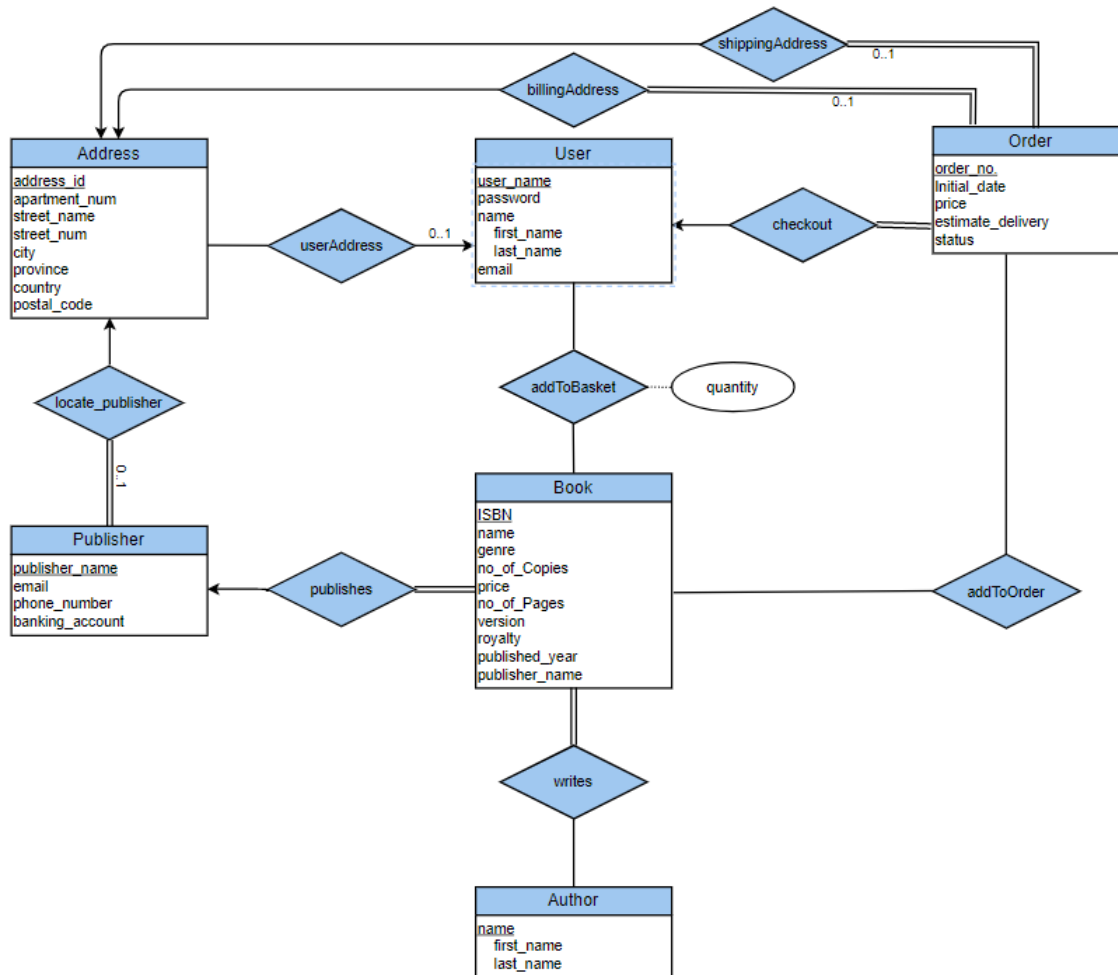 shippingAddress
0..1
billingAddress
0..1
Address
address_id
apartment_num
street_name
street_num
city
province
country
postal_code
User
user_name
password
name
first_name
last_name
email
Order
order_no.
Initial_date
price
estimate_delivery
status
userAddress
0..1
checkout
addToBasket
quantity
locate_publisher
0..1
Publisher
publisher_name
email
phone_number
banking_account
publishes
Book
ISBN
name
genre
no_of_Copies
price
no_of_Pages
version
royalty
published_year
publisher_name
addToOrder
writes
Author
name
first_name
last_name